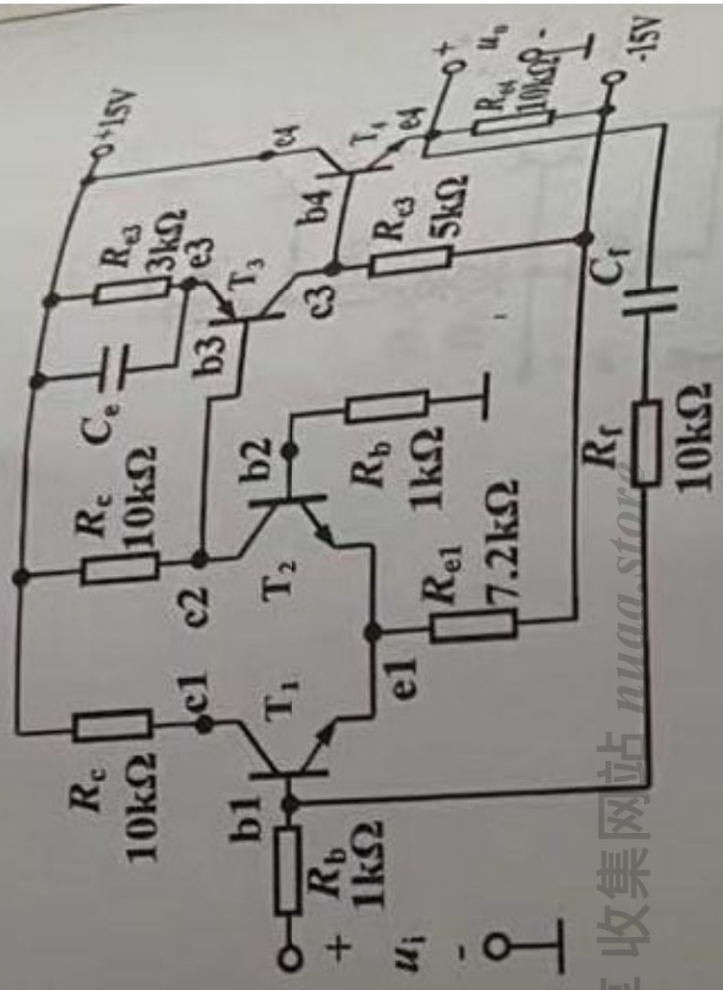 +15V
Rc
10kΩ
Rc
10kΩ
Ce
Re3
3kΩ
e3
c1
c2
b3
T3
c3
b4
c4
T4
e4
+
uo
-
Re4
10kΩ
-15V
Rc3
5kΩ
b1
T1
T2
b2
Rb
1kΩ
Rb
1kΩ
+
ui
-
e1
Re1
7.2kΩ
Cf
Rf
10kΩ
收集网站 nuaa.store